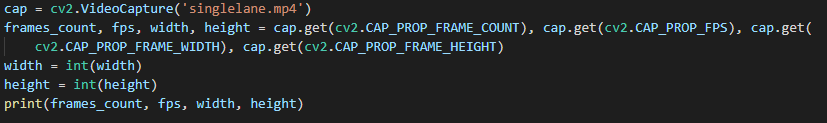 cap = cv2.VideoCapture('singlelane.mp4')
frames_count, fps, width, height = cap.get(cv2.CAP_PROP_FRAME_COUNT), cap.get(cv2.CAP_PROP_FPS), cap.get(
    cv2.CAP_PROP_FRAME_WIDTH), cap.get(cv2.CAP_PROP_FRAME_HEIGHT)
width = int(width)
height = int(height)
print(frames_count, fps, width, height)